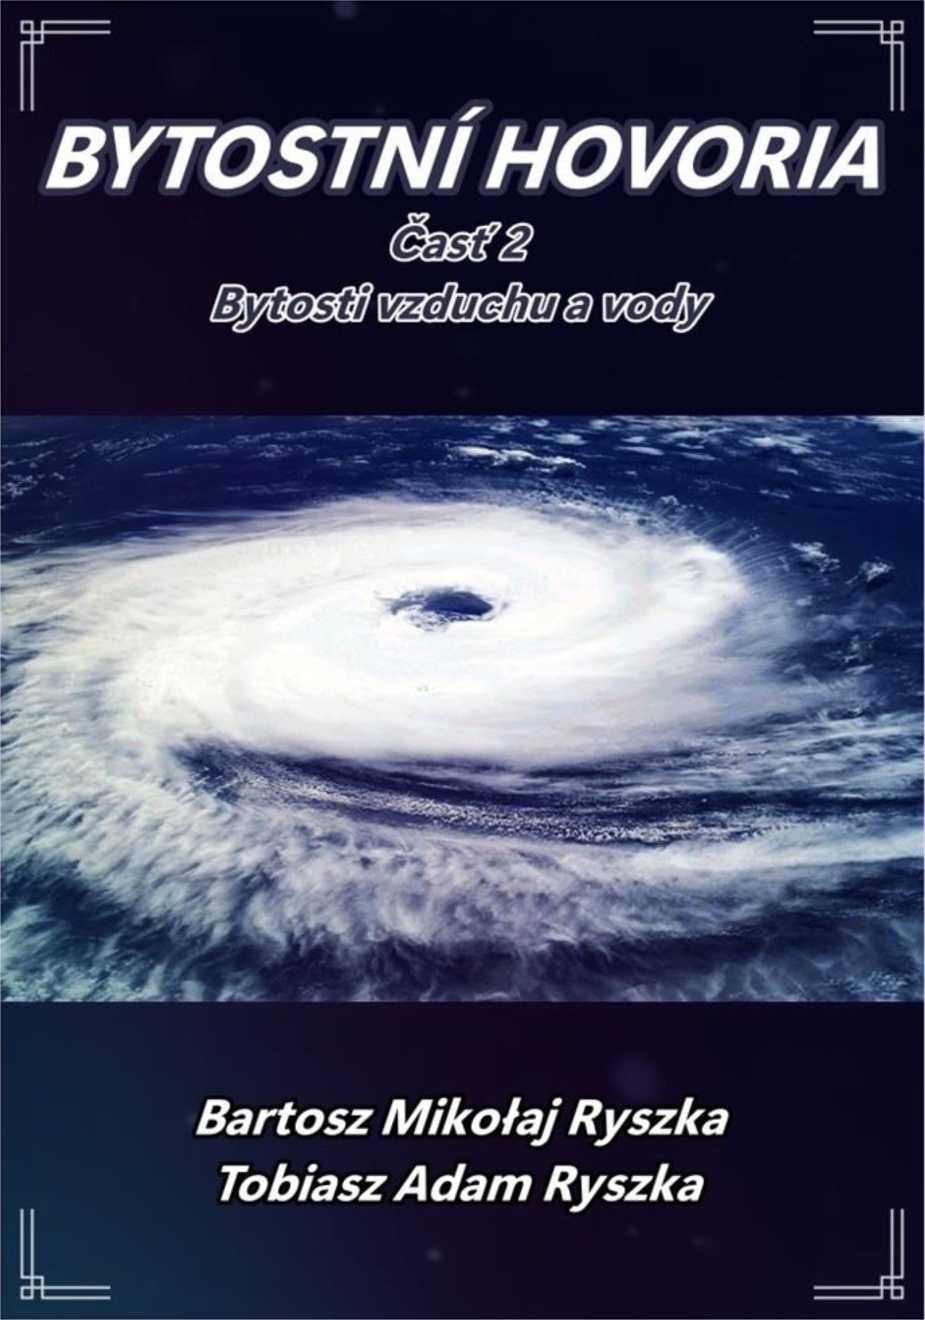 BYTOSTNÍ HOVORIA
Časť 2
Bytosti vzduchu a vody
Bartosz Mikołaj Ryszka
Tobiasz Adam Ryszka